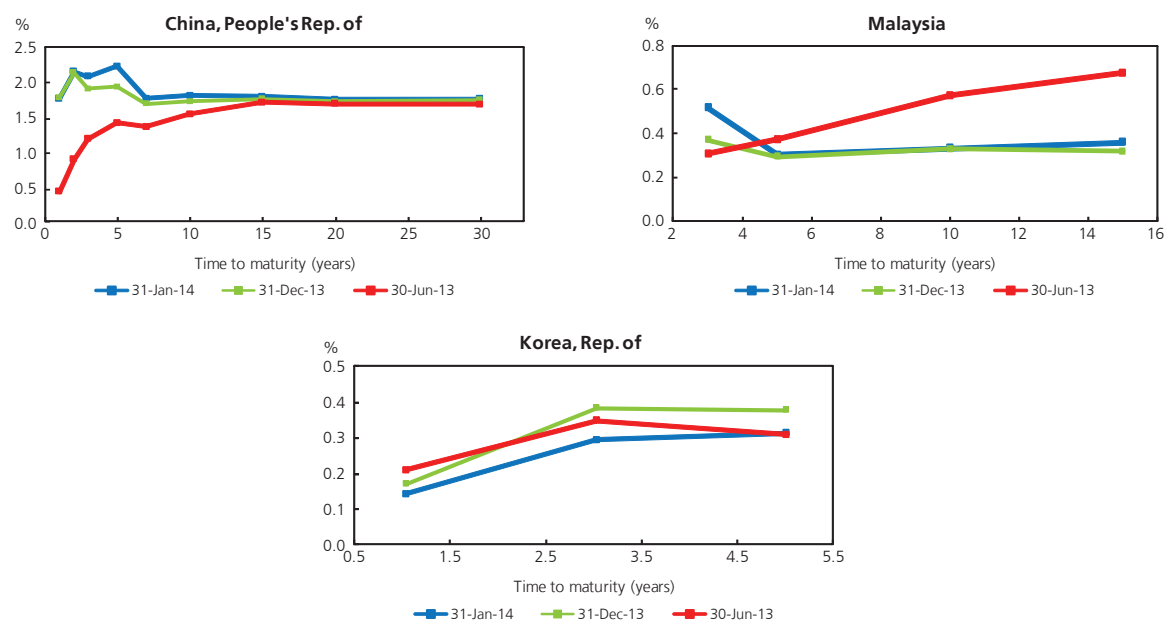 China, People's Rep. of
%
2.5
2.0
1.5
1.0
0.5
0.0
0 5 10 15 20 25 30
Time to maturity (years)
31-Jan-14 31-Dec-13 30-Jun-13
Malaysia
%
0.8
0.6
0.4
0.2
0.0
2 4 6 8 10 12 14 16
Time to maturity (years)
31-Jan-14 31-Dec-13 30-Jun-13
Korea, Rep. of
%
0.5
0.4
0.3
0.2
0.1
0.0
0.5 1.5 2.5 3.5 4.5 5.5
Time to maturity (years)
31-Jan-14 31-Dec-13 30-Jun-13